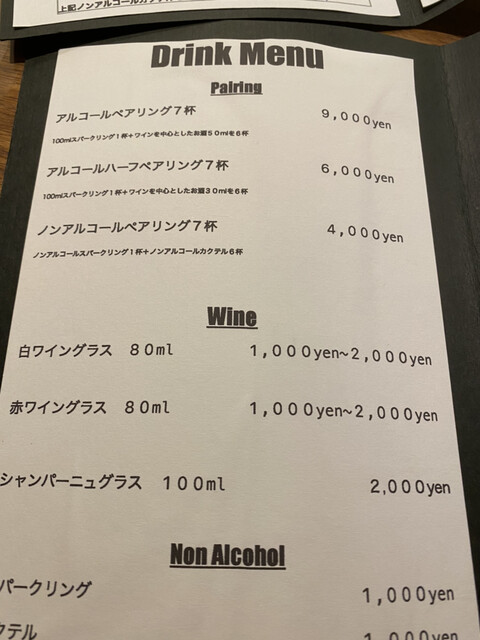 上記ノンアルコールカク
Drink Menu
Pairing
アルコールペアリング７杯 9,000yen
100mlスパークリング１杯+ワインを中心としたお酒５０mlを６杯
アルコールハーフペアリング７杯 6,000yen
100mlスパークリング１杯+ワインを中心としたお酒３０mlを６杯
ノンアルコールペアリング７杯 4,000yen
ノンアルコールスパークリング１杯+ノンアルコールカクテル６杯
Wine
白ワイングラス ８０ml 1,000yen~2,000yen
赤ワイングラス ８０ml 1,000yen~2,000yen
シャンパーニュグラス １００ml 2,000yen
Non Alcohol
パークリング 1,000yen
クテル 1,000yen